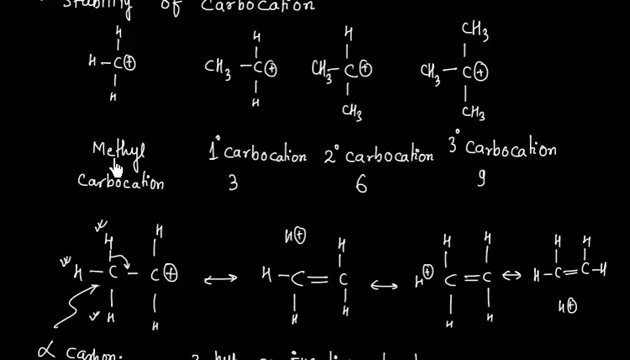 Stability of Carbocation
H H H CH3
H - C⊕ CH3 - C⊕ CH3 - C⊕ CH3 - C⊕
H H CH3 CH3
Methyl 1° Carbocation 2° Carbocation 3° Carbocation
Carbocation 3 6 9
H H H⊕ H H H H H
H - C - C⊕ ↔ H - C = C ↔ H⊕ C = C ↔ H - C = C - H
H H H H H H H⊕
α Carbon.